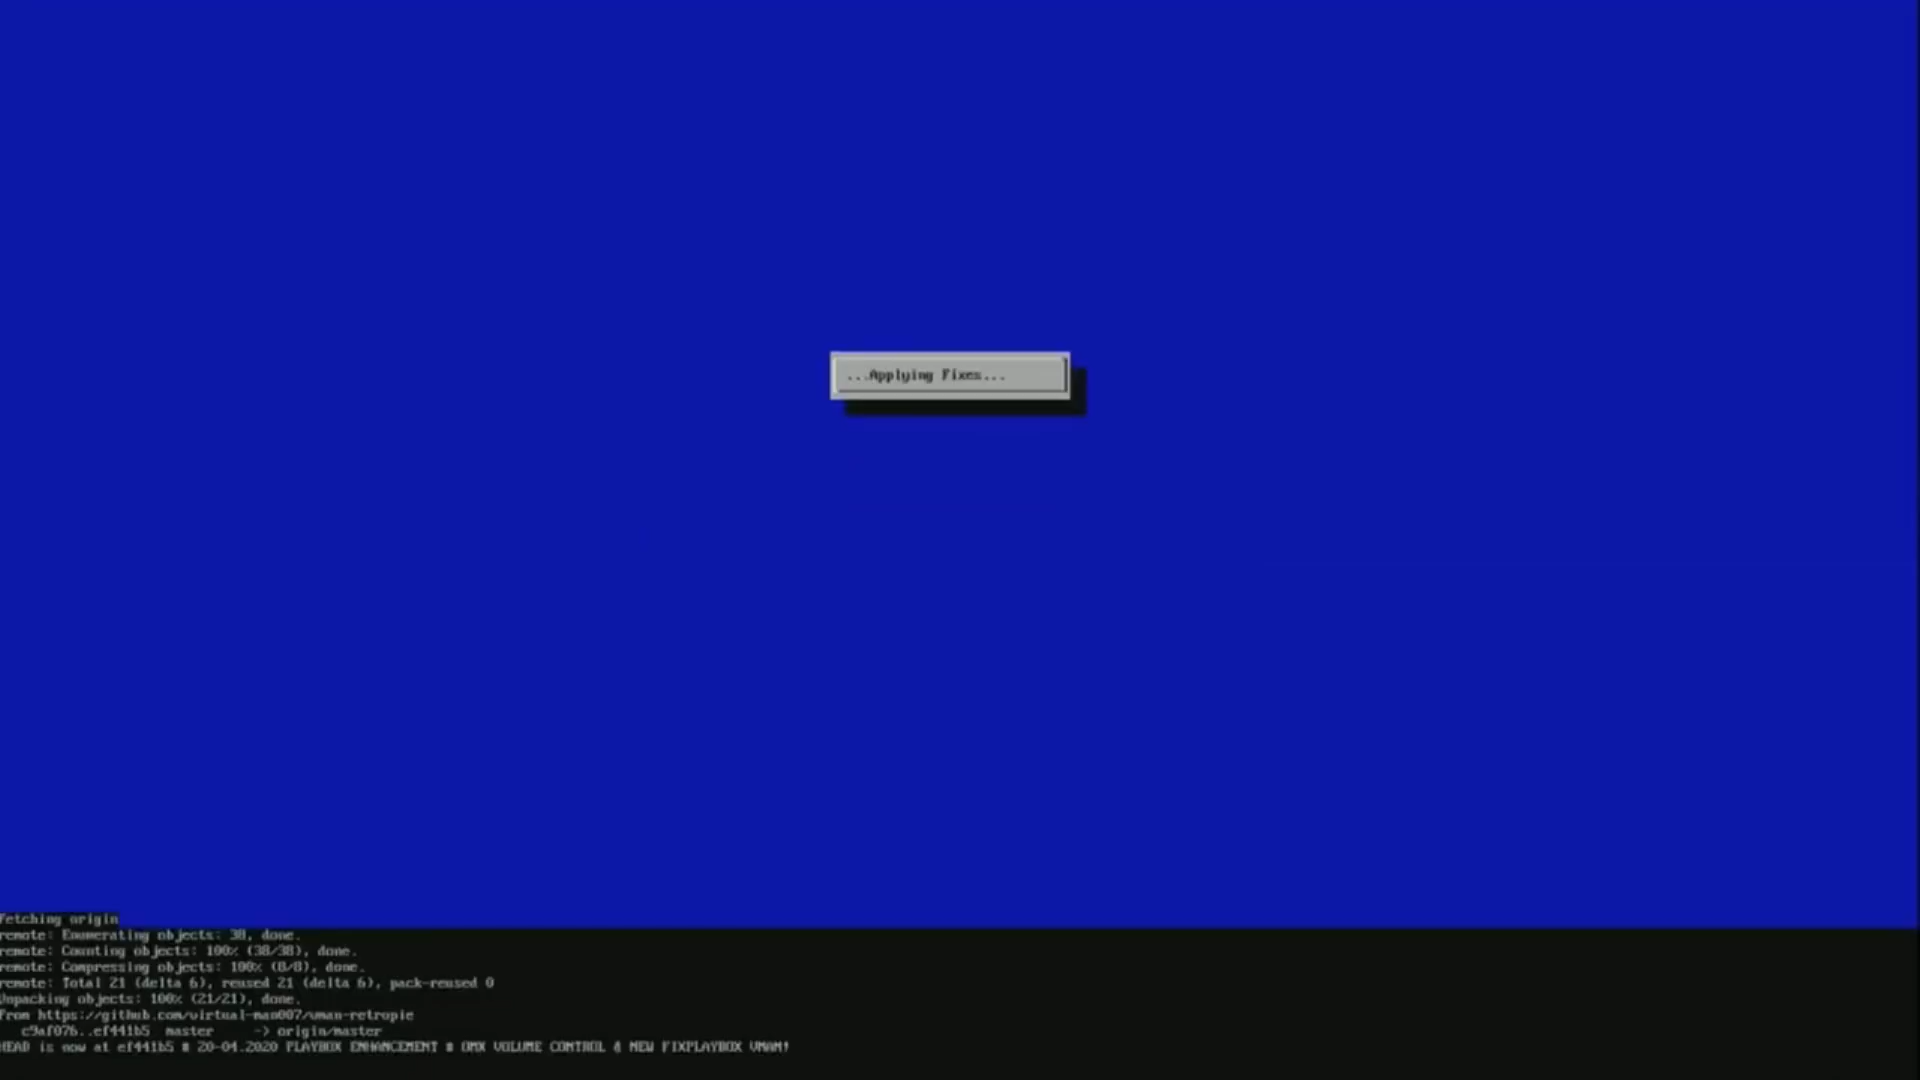 ...Applying Fixes...
Fetching origin
remote: Enumerating objects: 38, done.
remote: Counting objects: 100% (38/38), done.
remote: Compressing objects: 100% (8/8), done.
remote: Total 21 (delta 6), reused 21 (delta 6), pack-reused 0
Unpacking objects: 100% (21/21), done.
From https://github.com/virtual-man007/vman-retropie
c9af076..ef441b5 master -> origin/master
HEAD is now at ef441b5 # 20-04.2020 PLAYBOX ENHANCEMENT # OMX VOLUME CONTROL & NEW FIXPLAYBOX VMAN!